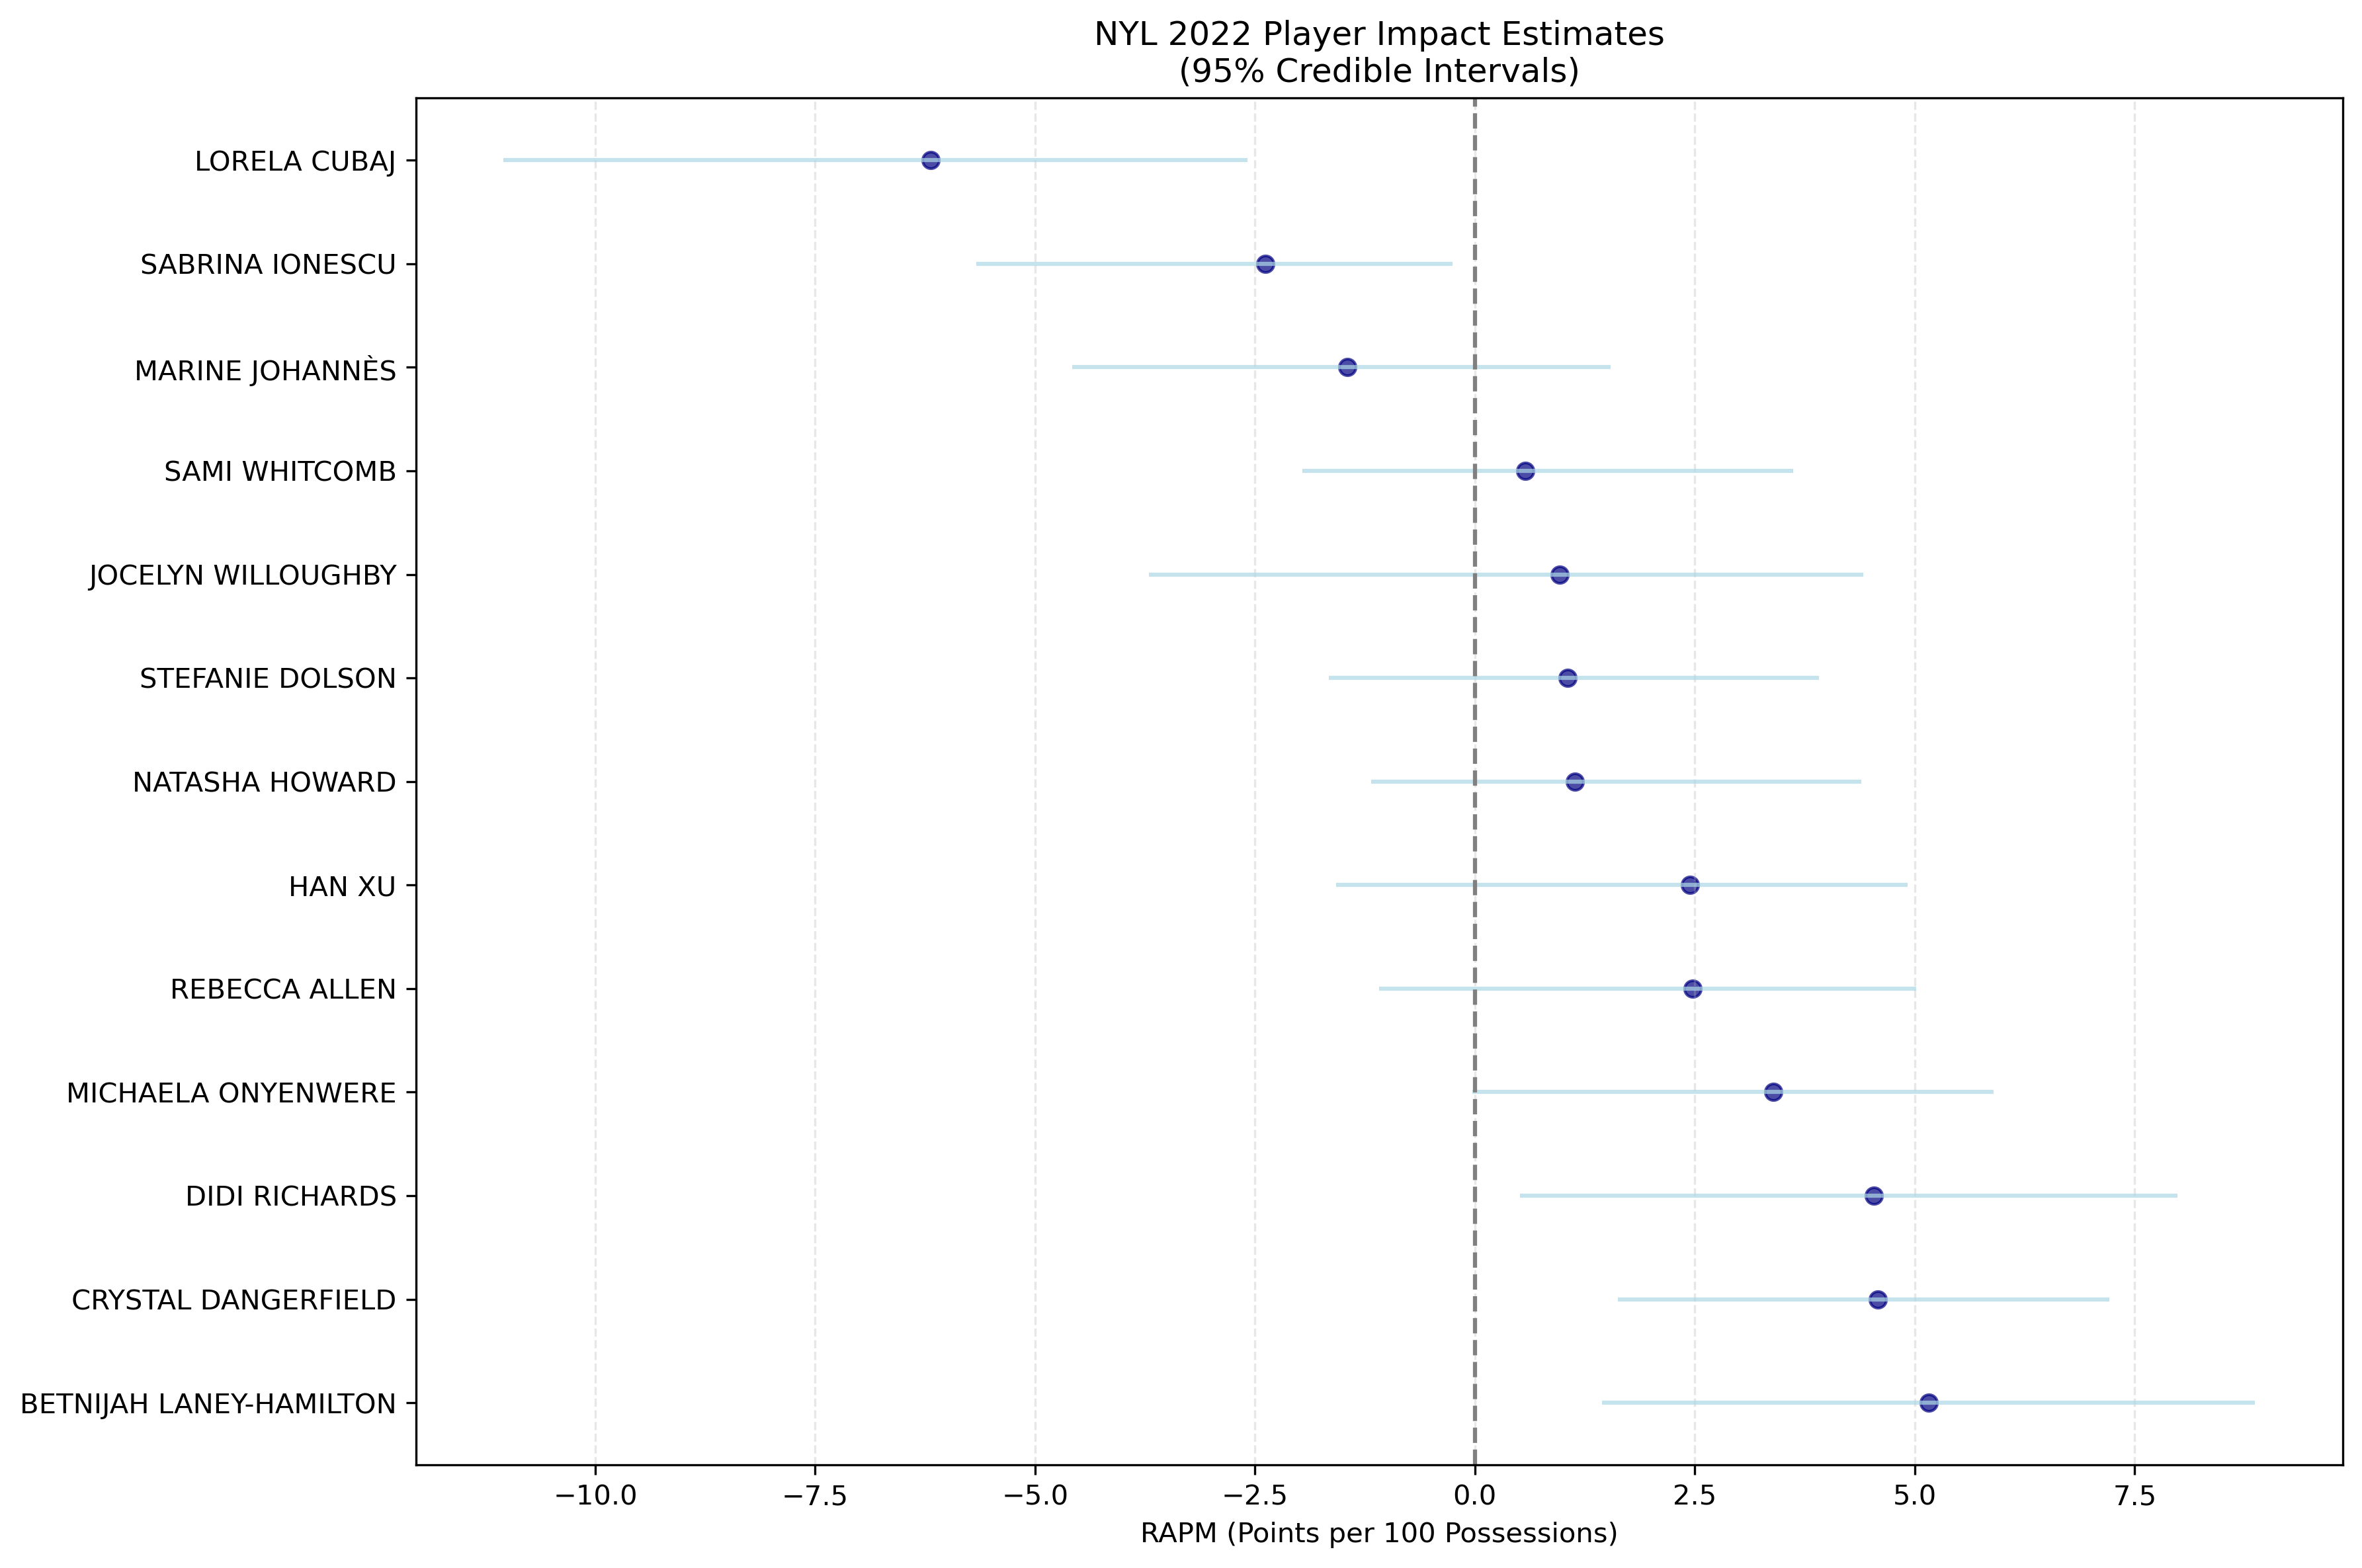 NYL 2022 Player Impact Estimates
(95% Credible Intervals)
LORELA CUBAJ
SABRINA IONESCU
MARINE JOHANNÈS
SAMI WHITCOMB
JOCELYN WILLOUGHBY
STEFANIE DOLSON
NATASHA HOWARD
HAN XU
REBECCA ALLEN
MICHAELA ONYENWERE
DIDI RICHARDS
CRYSTAL DANGERFIELD
BETNIJAH LANEY-HAMILTON
−10.0 −7.5 −5.0 −2.5 0.0 2.5 5.0 7.5
RAPM (Points per 100 Possessions)